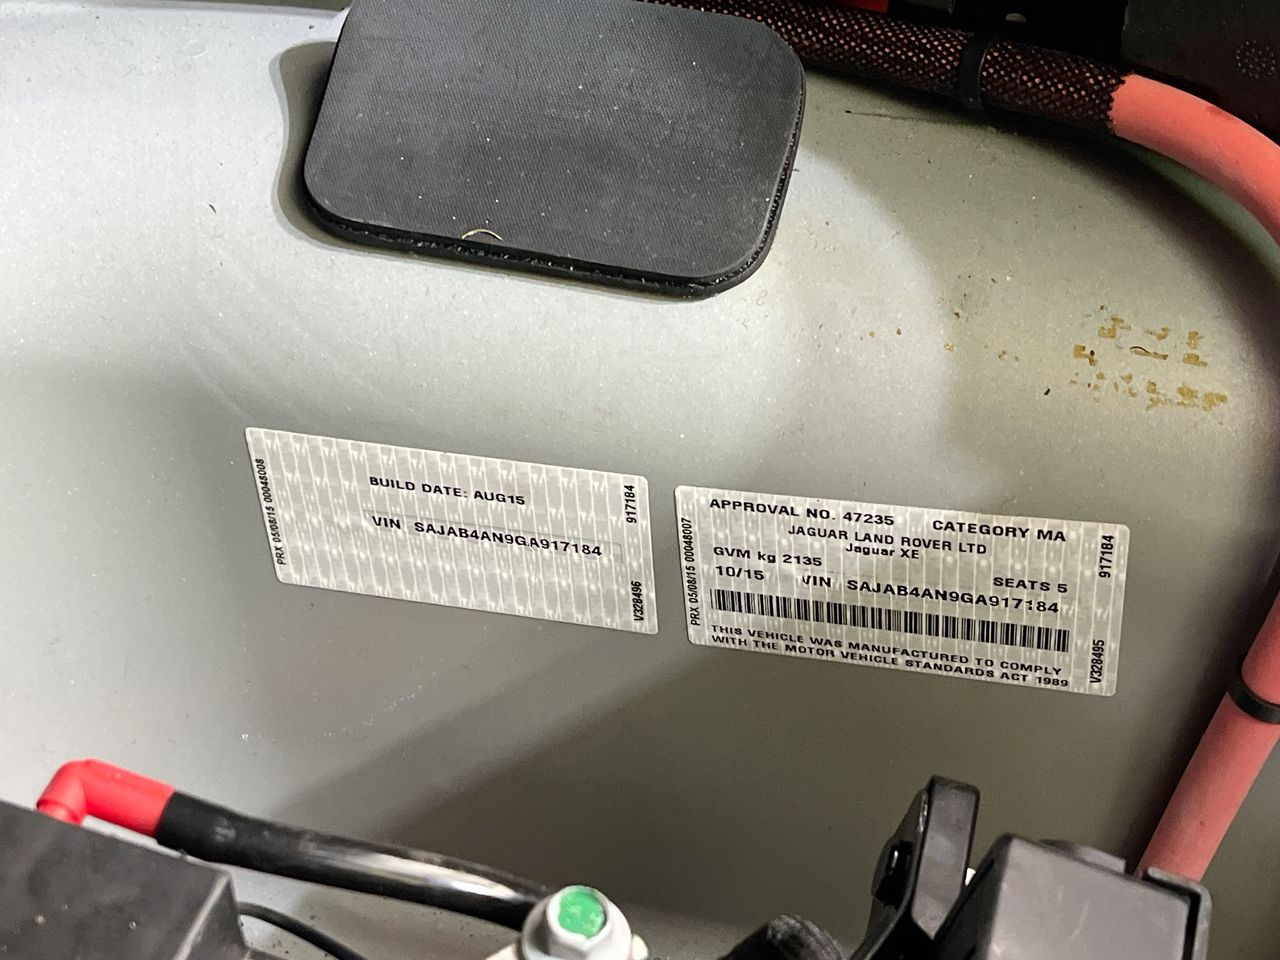 PRX 05/08/15 00048008
BUILD DATE: AUG15
VIN SAJAB4AN9GA917184
917184
V328496
PRX 05/08/15 00048007
APPROVAL NO. 47235 CATEGORY MA
JAGUAR LAND ROVER LTD
Jaguar XE
GVM kg 2135 SEATS 5
10/15 VIN SAJAB4AN9GA917184
THIS VEHICLE WAS MANUFACTURED TO COMPLY
WITH THE MOTOR VEHICLE STANDARDS ACT 1989
917184
V328495